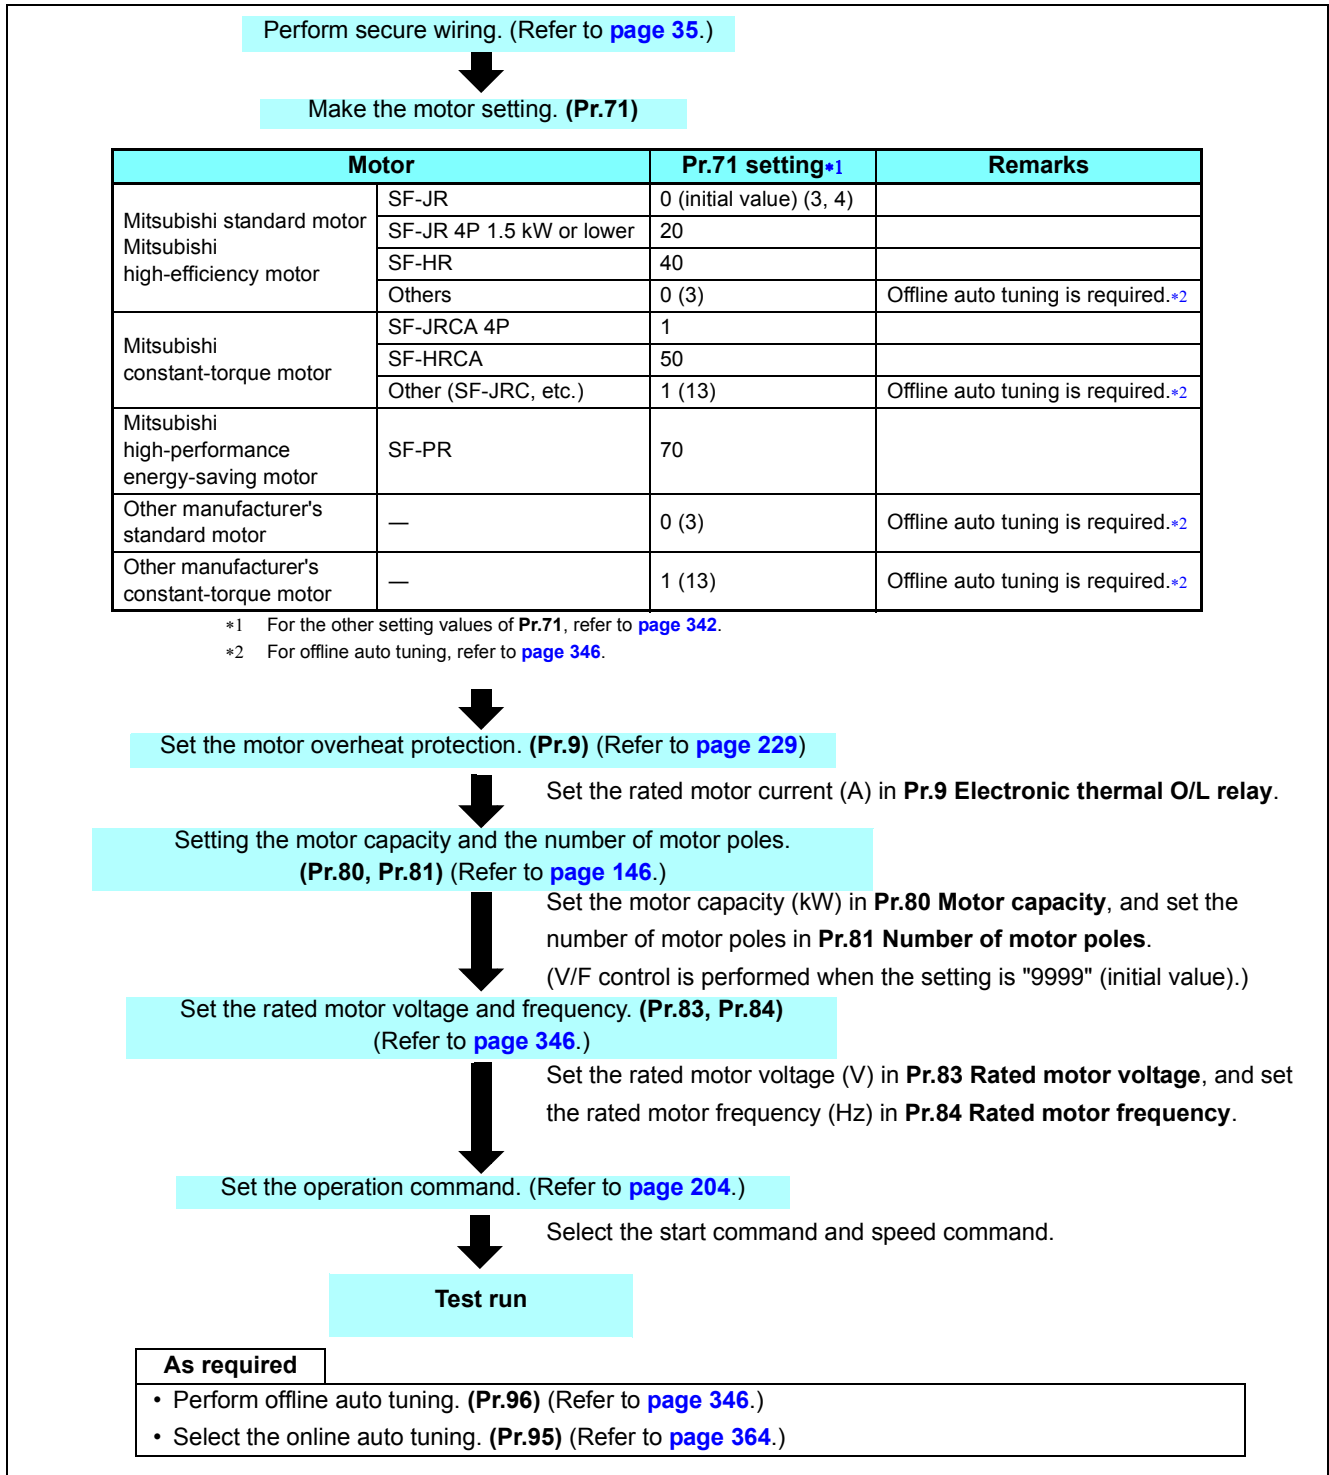 Perform secure wiring. (Refer to page 35.)
Make the motor setting. (Pr.71)
Motor Pr.71 setting*1 Remarks
Mitsubishi standard motor
Mitsubishi
high-efficiency motor
SF-JR 0 (initial value) (3, 4)
SF-JR 4P 1.5 kW or lower 20
SF-HR 40
Others 0 (3) Offline auto tuning is required.*2
Mitsubishi
constant-torque motor
SF-JRCA 4P 1
SF-HRCA 50
Other (SF-JRC, etc.) 1 (13) Offline auto tuning is required.*2
Mitsubishi
high-performance
energy-saving motor
SF-PR 70
Other manufacturer's
standard motor
— 0 (3) Offline auto tuning is required.*2
Other manufacturer's
constant-torque motor
— 1 (13) Offline auto tuning is required.*2
*1 For the other setting values of Pr.71, refer to page 342.
*2 For offline auto tuning, refer to page 346.
Set the motor overheat protection. (Pr.9) (Refer to page 229)
Set the rated motor current (A) in Pr.9 Electronic thermal O/L relay.
Setting the motor capacity and the number of motor poles.
(Pr.80, Pr.81) (Refer to page 146.)
Set the motor capacity (kW) in Pr.80 Motor capacity, and set the
number of motor poles in Pr.81 Number of motor poles.
(V/F control is performed when the setting is "9999" (initial value).)
Set the rated motor voltage and frequency. (Pr.83, Pr.84)
(Refer to page 346.)
Set the rated motor voltage (V) in Pr.83 Rated motor voltage, and set
the rated motor frequency (Hz) in Pr.84 Rated motor frequency.
Set the operation command. (Refer to page 204.)
Select the start command and speed command.
Test run
As required
• Perform offline auto tuning. (Pr.96) (Refer to page 346.)
• Select the online auto tuning. (Pr.95) (Refer to page 364.)